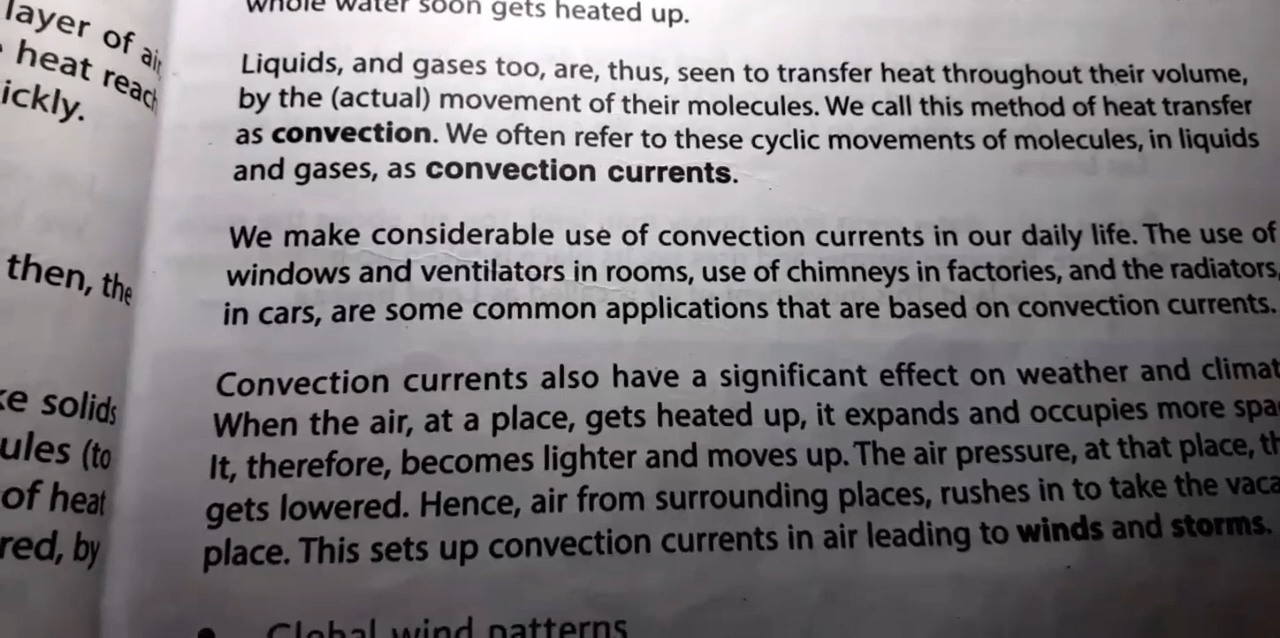 layer of air
heat reach
ickly.
then, the
ke solids
ules (to
of heat
red, by
whole water soon gets heated up.
Liquids, and gases too, are, thus, seen to transfer heat throughout their volume,
by the (actual) movement of their molecules. We call this method of heat transfer
as convection. We often refer to these cyclic movements of molecules, in liquids
and gases, as convection currents.
We make considerable use of convection currents in our daily life. The use of
windows and ventilators in rooms, use of chimneys in factories, and the radiators,
in cars, are some common applications that are based on convection currents.
Convection currents also have a significant effect on weather and climat
When the air, at a place, gets heated up, it expands and occupies more spa
It, therefore, becomes lighter and moves up. The air pressure, at that place, th
gets lowered. Hence, air from surrounding places, rushes in to take the vaca
place. This sets up convection currents in air leading to winds and storms.
• Global wind patterns